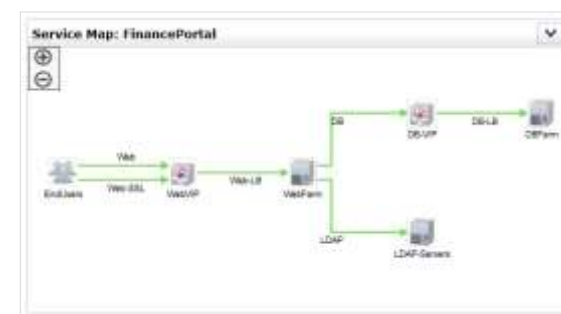 Service Map: FinancePortal
DB
DB-VIP
DB-LB
DBFarm
Web
Web-SSL
EndUsers
WebVIP
Web-LB
WebFarm
LDAP
LDAP-Servers